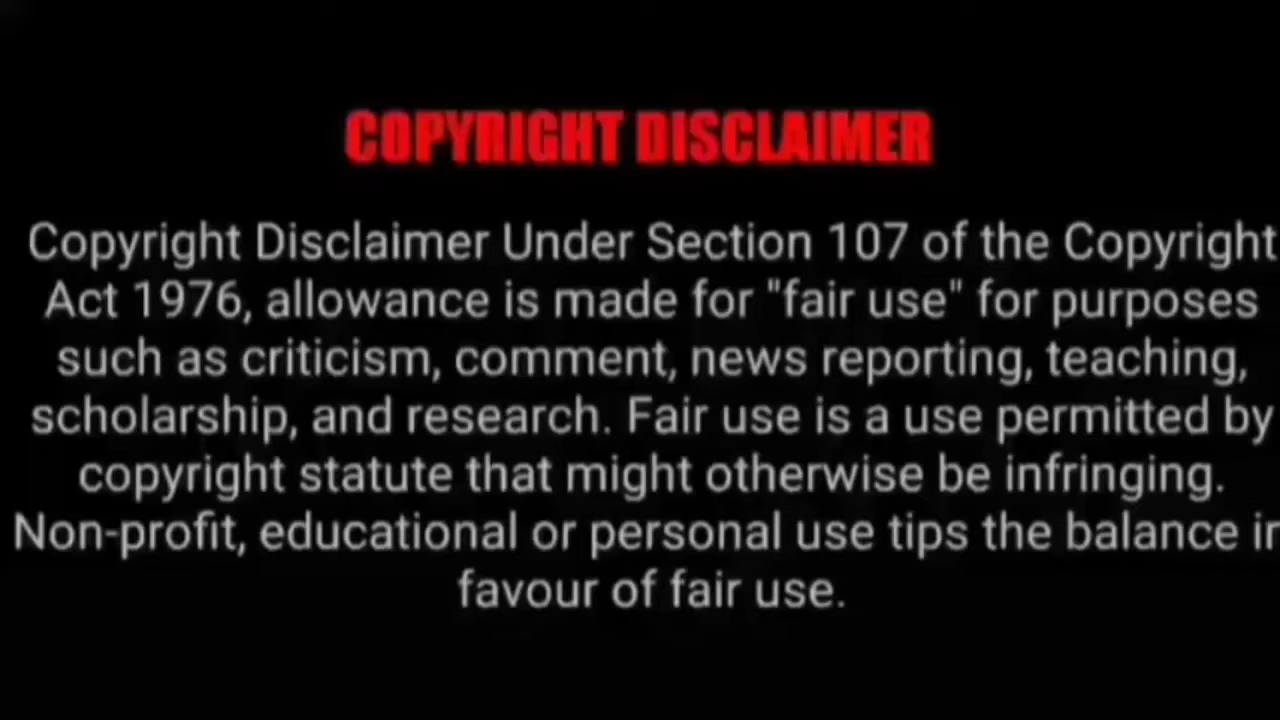 COPYRIGHT DISCLAIMER
Copyright Disclaimer Under Section 107 of the Copyright
Act 1976, allowance is made for "fair use" for purposes
such as criticism, comment, news reporting, teaching,
scholarship, and research. Fair use is a use permitted by
copyright statute that might otherwise be infringing.
Non-profit, educational or personal use tips the balance in
favour of fair use.